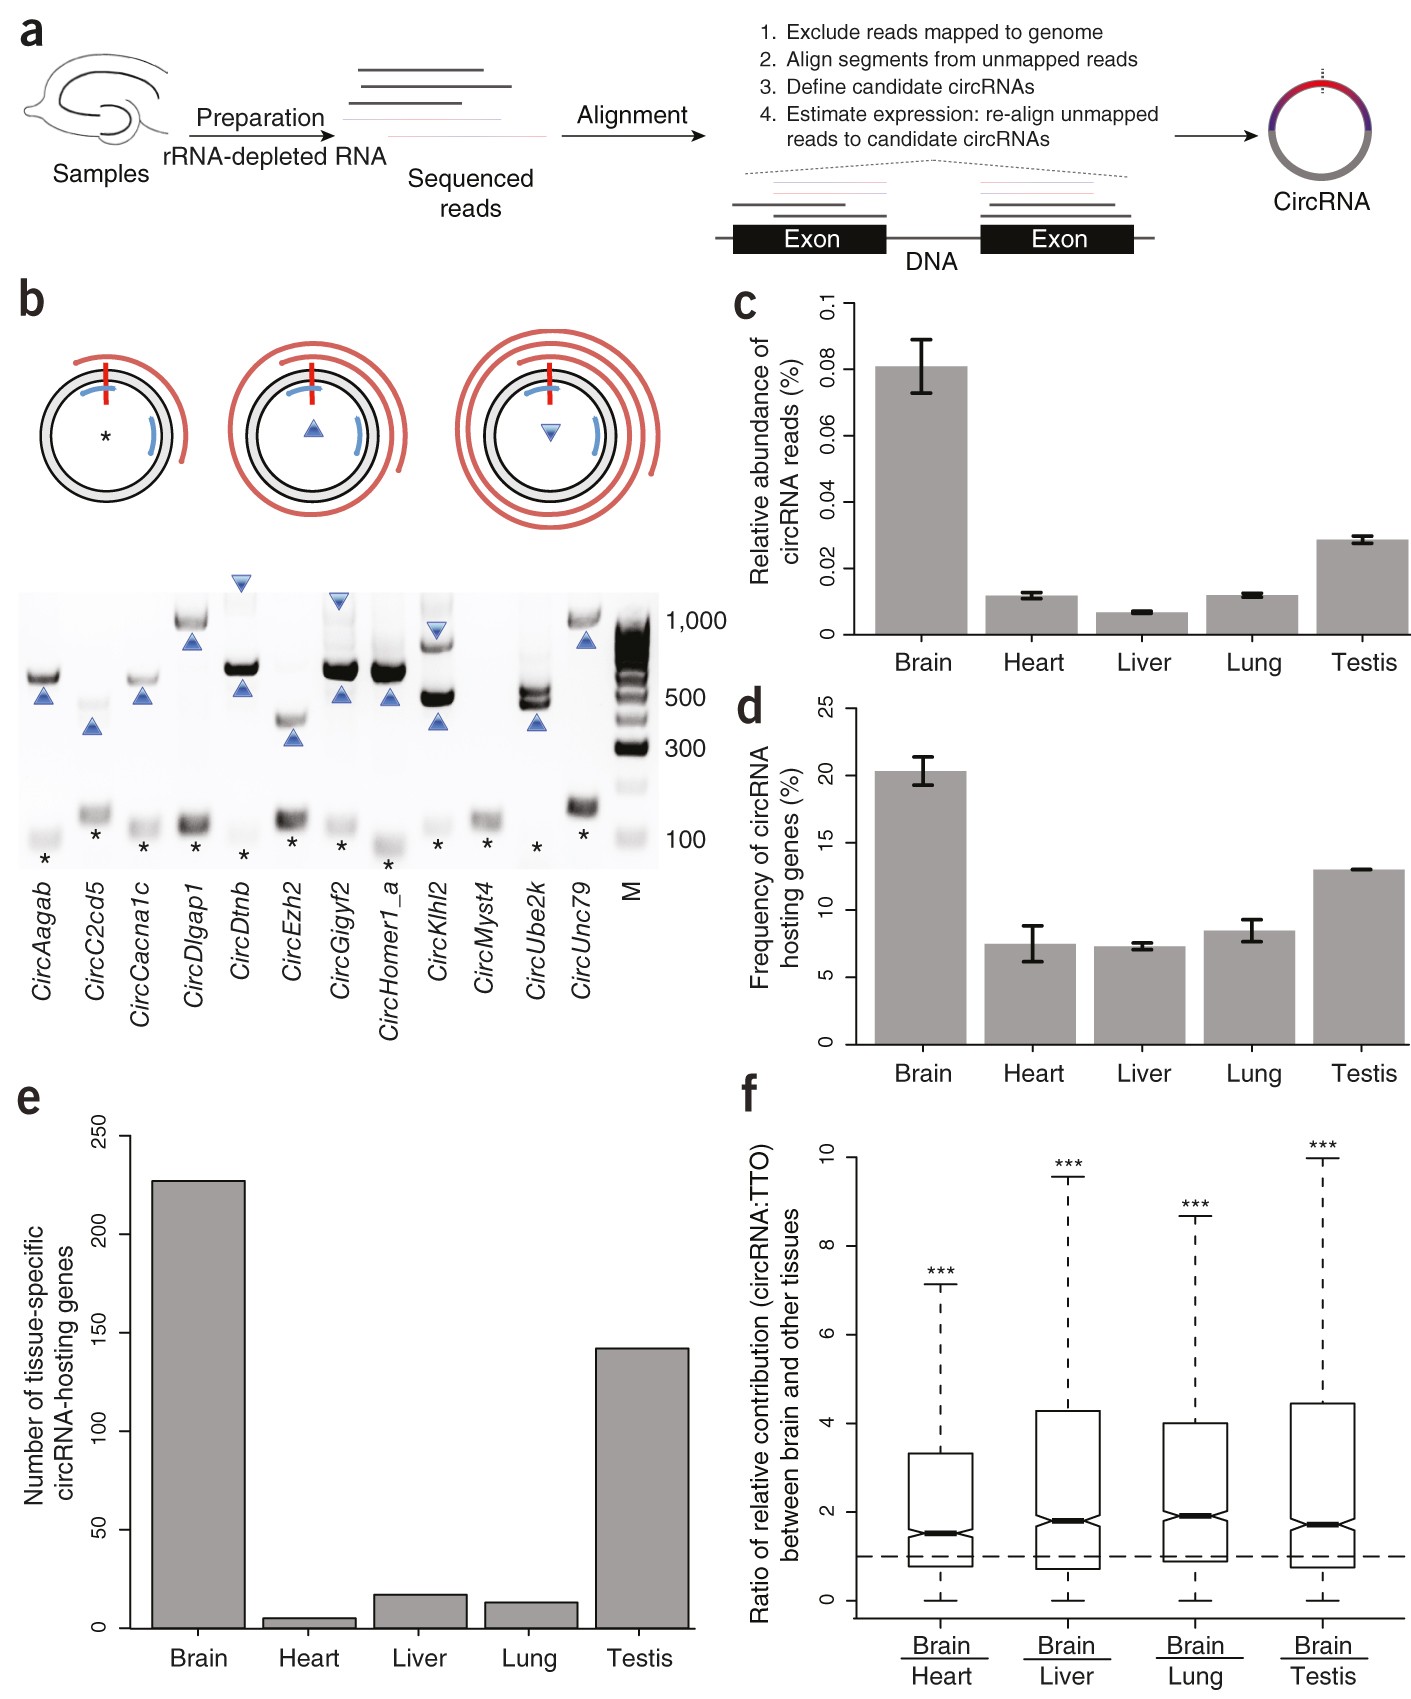 a
Samples
Preparation
rRNA-depleted RNA
Sequenced
reads
Alignment
1. Exclude reads mapped to genome
2. Align segments from unmapped reads
3. Define candidate circRNAs
4. Estimate expression: re-align unmapped
reads to candidate circRNAs
Exon
Exon
DNA
CircRNA
b
*
1,000
500
300
100
*
*
*
*
*
*
*
*
*
*
*
*
CircAagab
CircC2cd5
CircCacna1c
CircDlgap1
CircDtnb
CircEzh2
CircGigyf2
CircHomer1_a
CircKlhl2
CircMyst4
CircUbe2k
CircUnc79
M
c
Relative abundance of
circRNA reads (%)
0.1
0.08
0.06
0.04
0.02
0
Brain
Heart
Liver
Lung
Testis
d
Frequency of circRNA
hosting genes (%)
25
20
15
10
5
0
Brain
Heart
Liver
Lung
Testis
e
Number of tissue-specific
circRNA-hosting genes
250
200
150
100
50
0
Brain
Heart
Liver
Lung
Testis
f
Ratio of relative contribution (circRNA:TTO)
between brain and other tissues
10
8
6
4
2
0
***
***
***
***
Brain
Heart
Brain
Liver
Brain
Lung
Brain
Testis